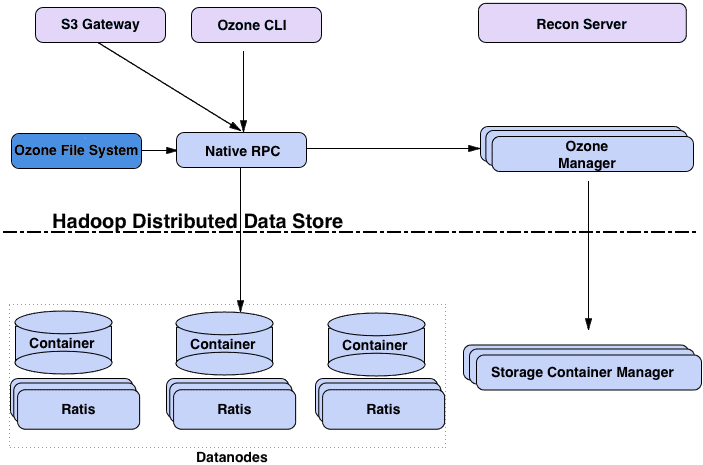 S3 Gateway
Ozone CLI
Recon Server
Ozone File System
Native RPC
Ozone
Manager
Hadoop Distributed Data Store
Container
Container
Container
Storage Container Manager
Ratis
Ratis
Ratis
Datanodes